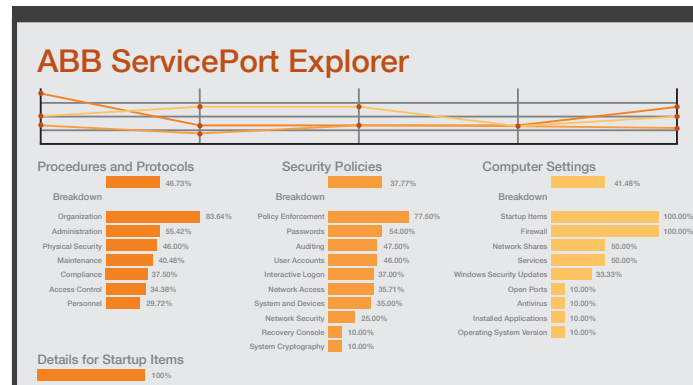 ABB ServicePort Explorer
Procedures and Protocols
46.73%
Breakdown
Organization 83.64%
Administration 55.42%
Physical Security 46.00%
Maintenance 40.48%
Compliance 37.50%
Access Control 34.38%
Personnel 29.72%
Security Policies
37.77%
Breakdown
Policy Enforcement 77.50%
Passwords 54.00%
Auditing 47.50%
User Accounts 46.00%
Interactive Logon 37.00%
Network Access 35.71%
System and Devices 35.00%
Network Security 25.00%
Recovery Console 10.00%
System Cryptography 10.00%
Computer Settings
41.48%
Breakdown
Startup Items 100.00%
Firewall 100.00%
Network Shares 50.00%
Services 50.00%
Windows Security Updates 33.33%
Open Ports 10.00%
Antivirus 10.00%
Installed Applications 10.00%
Operating System Version 10.00%
Details for Startup Items
100%